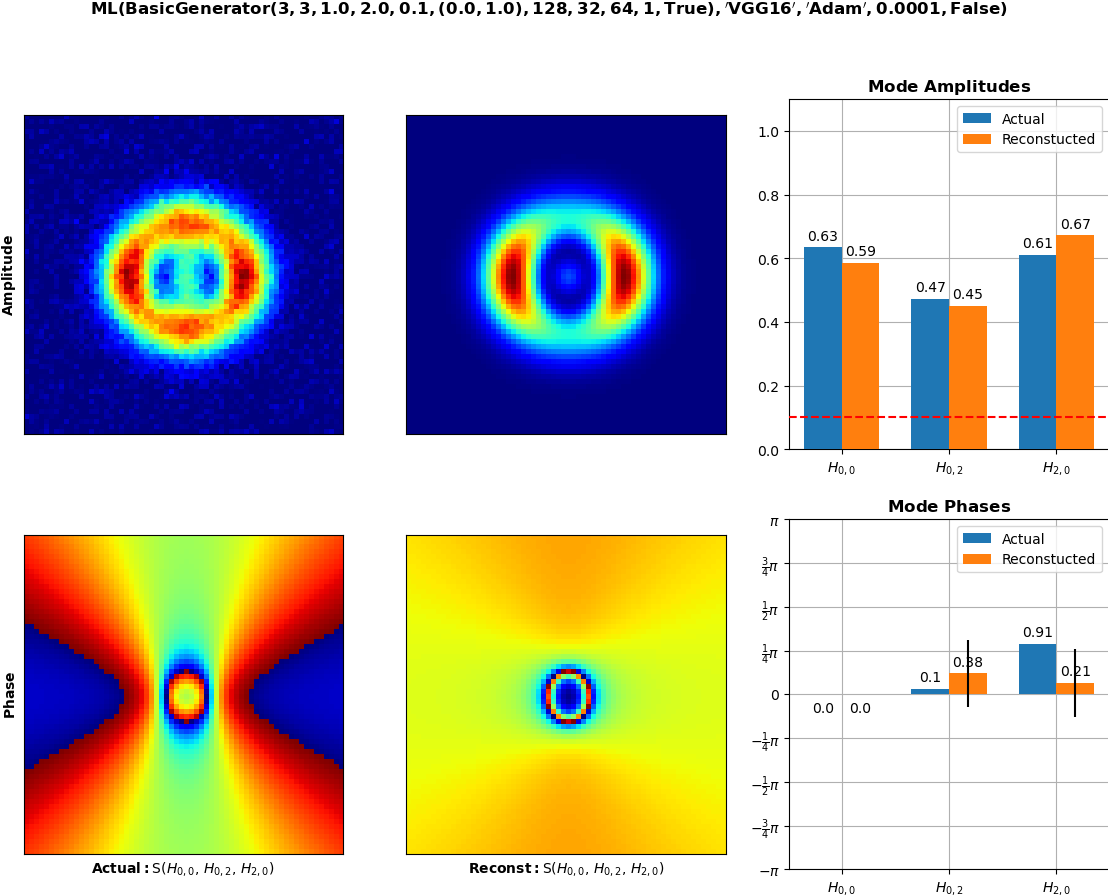 ML(BasicGenerator(3, 3, 1.0, 2.0, 0.1, (0.0, 1.0), 128, 32, 64, 1, True), ′VGG16′, ′Adam′, 0.0001, False)
Amplitude
Mode Amplitudes
Actual
Reconstucted
1.0
0.8
0.6
0.4
0.2
0.0
0.63
0.59
0.47
0.45
0.61
0.67
H0,0
H0,2
H2,0
Phase
Actual: S(H0,0, H0,2, H2,0)
Reconst: S(H0,0, H0,2, H2,0)
Mode Phases
Actual
Reconstucted
π
3/4π
1/2π
1/4π
0
−1/4π
−1/2π
−3/4π
−π
0.0
0.0
0.1
0.38
0.91
0.21
H0,0
H0,2
H2,0